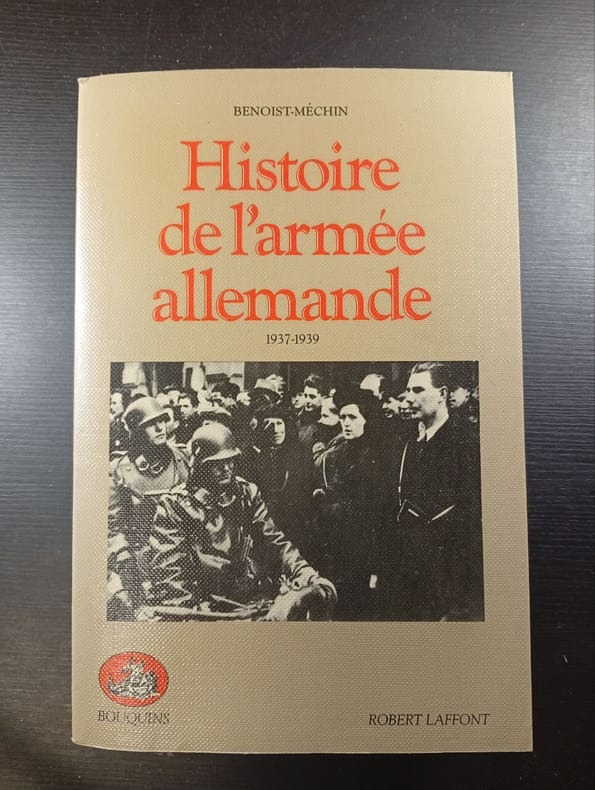 BENOIST-MÉCHIN
Histoire
de l'armée
allemande
1937-1939
BOUQUINS
ROBERT LAFFONT